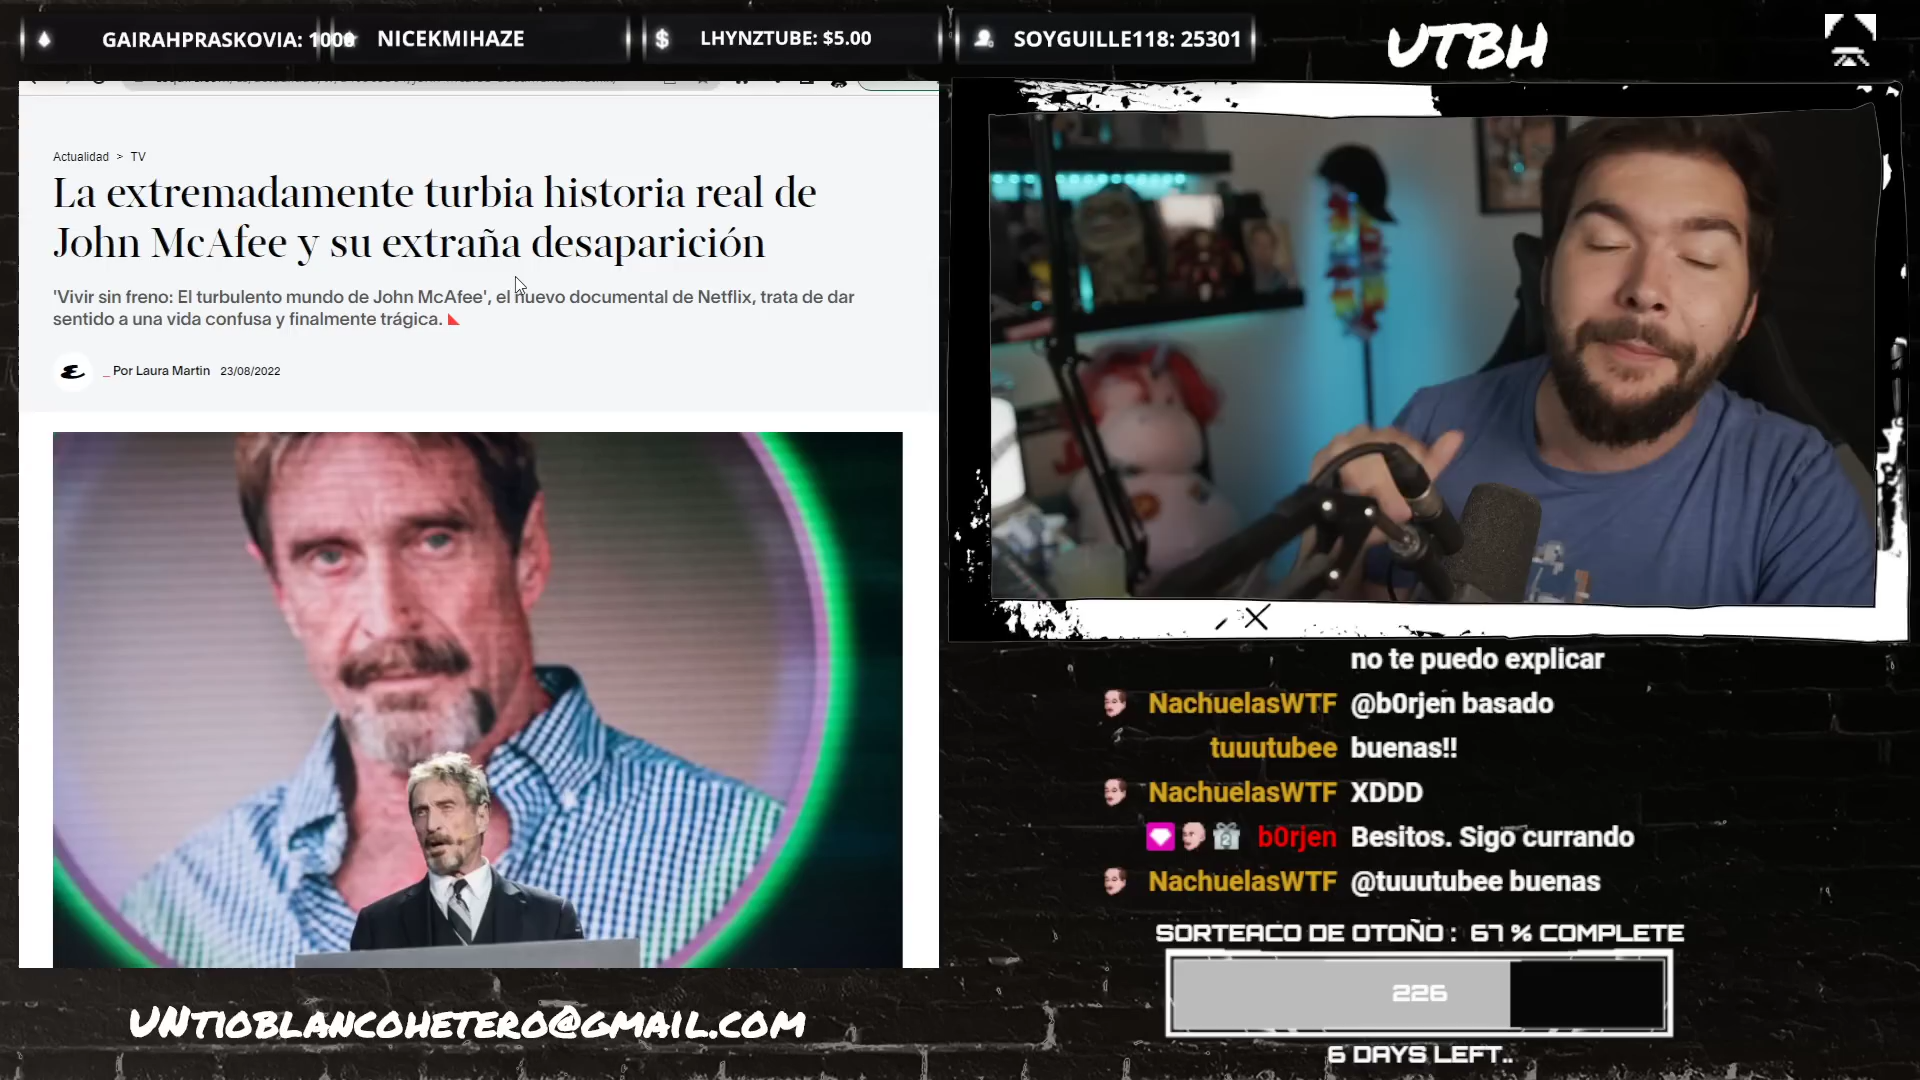 GAIRAHPRASKOVIA: 1000
NICEKMIHAZE
LHYNZTUBE: $5.00
SOYGUILLE118: 25301
UTBH
Actualidad > TV
La extremadamente turbia historia real de
John McAfee y su extraña desaparición
'Vivir sin freno: El turbulento mundo de John McAfee', el nuevo documental de Netflix, trata de dar
sentido a una vida confusa y finalmente trágica.
_ Por Laura Martin 23/08/2022
no te puedo explicar
NachuelasWTF @b0rjen basado
tuuutubee buenas!!
NachuelasWTF XDDD
b0rjen Besitos. Sigo currando
NachuelasWTF @tuuutubee buenas
SORTEACO DE OTOÑO : 67 % COMPLETE
226
6 DAYS LEFT..
UNTIOBLANCOHETERO@GMAIL.COM